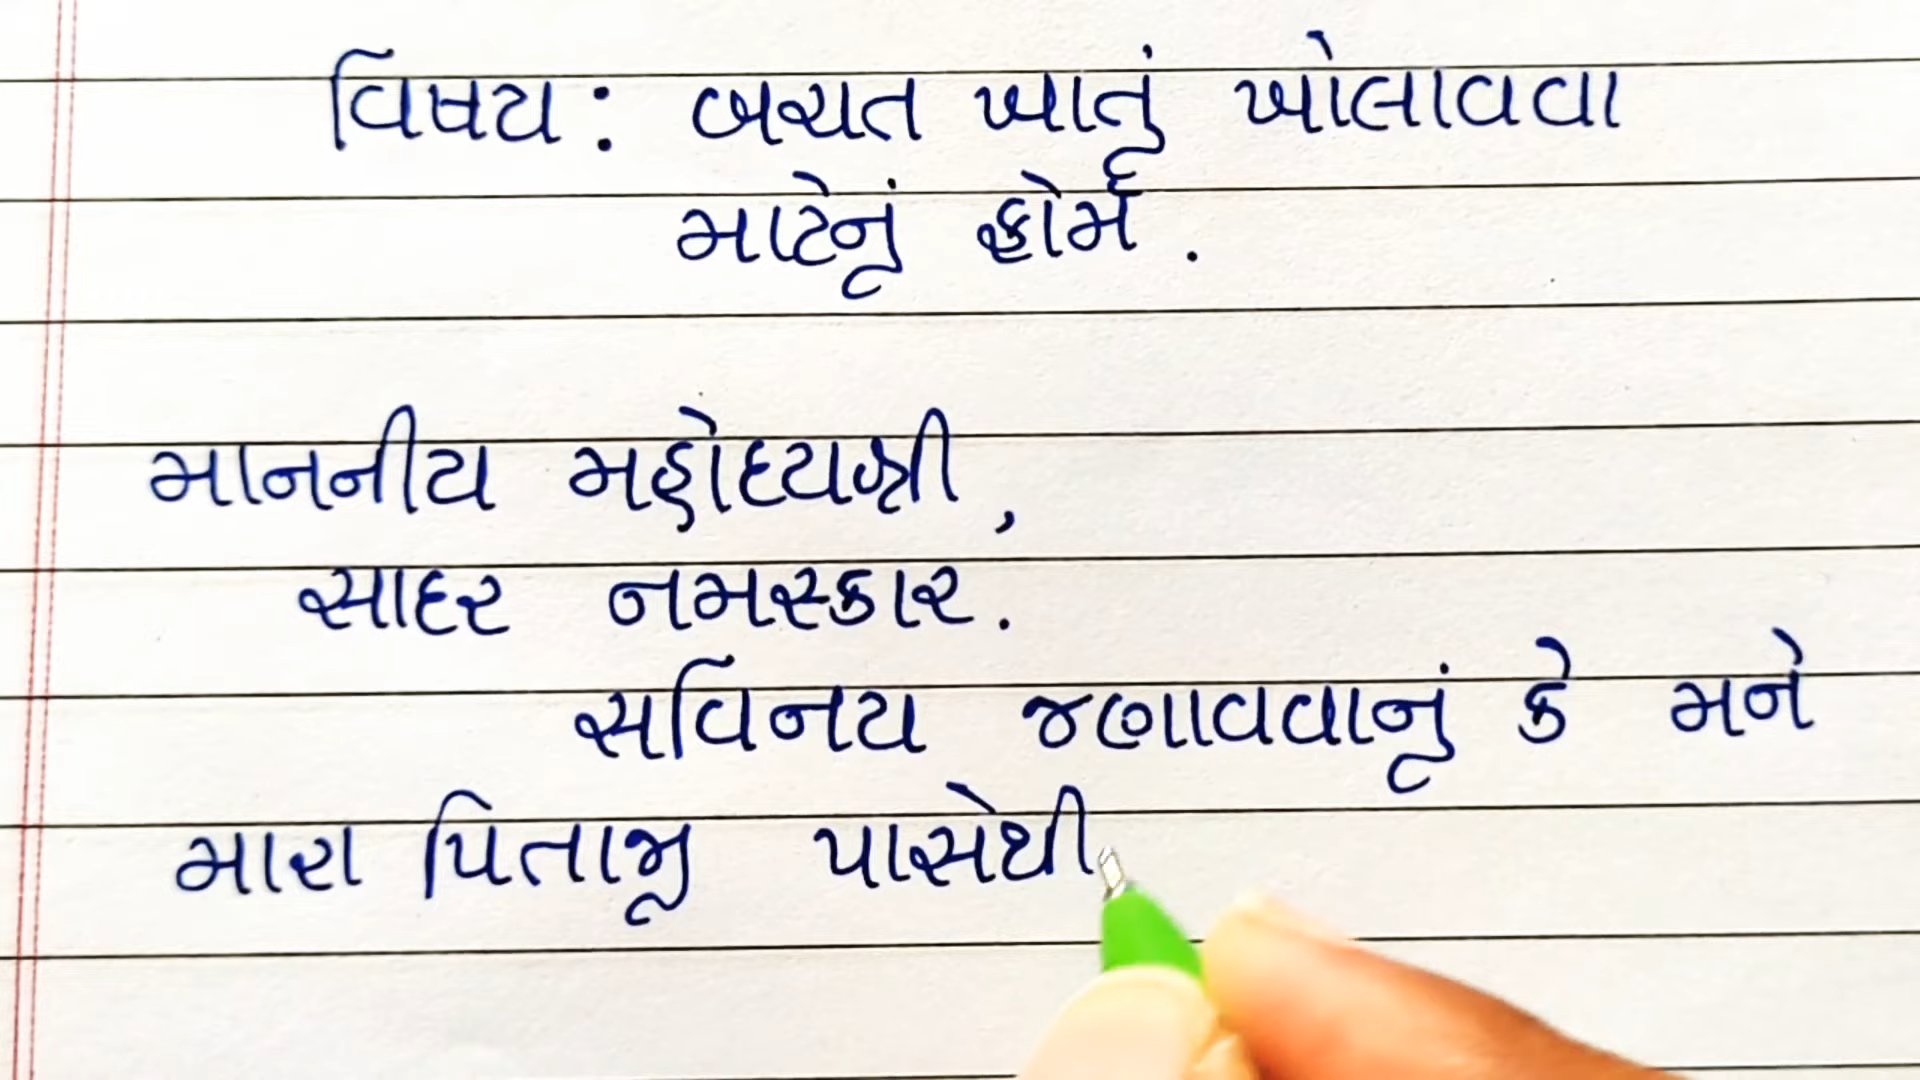 વિષય: બચત ખાતું ખોલાવવા
માટેનું ફોર્મ.
માનનીય મહોદયશ્રી,
સાદર નમસ્કાર.
સવિનય જણાવવાનું કે મને
મારા પિતાજી પાસેથી